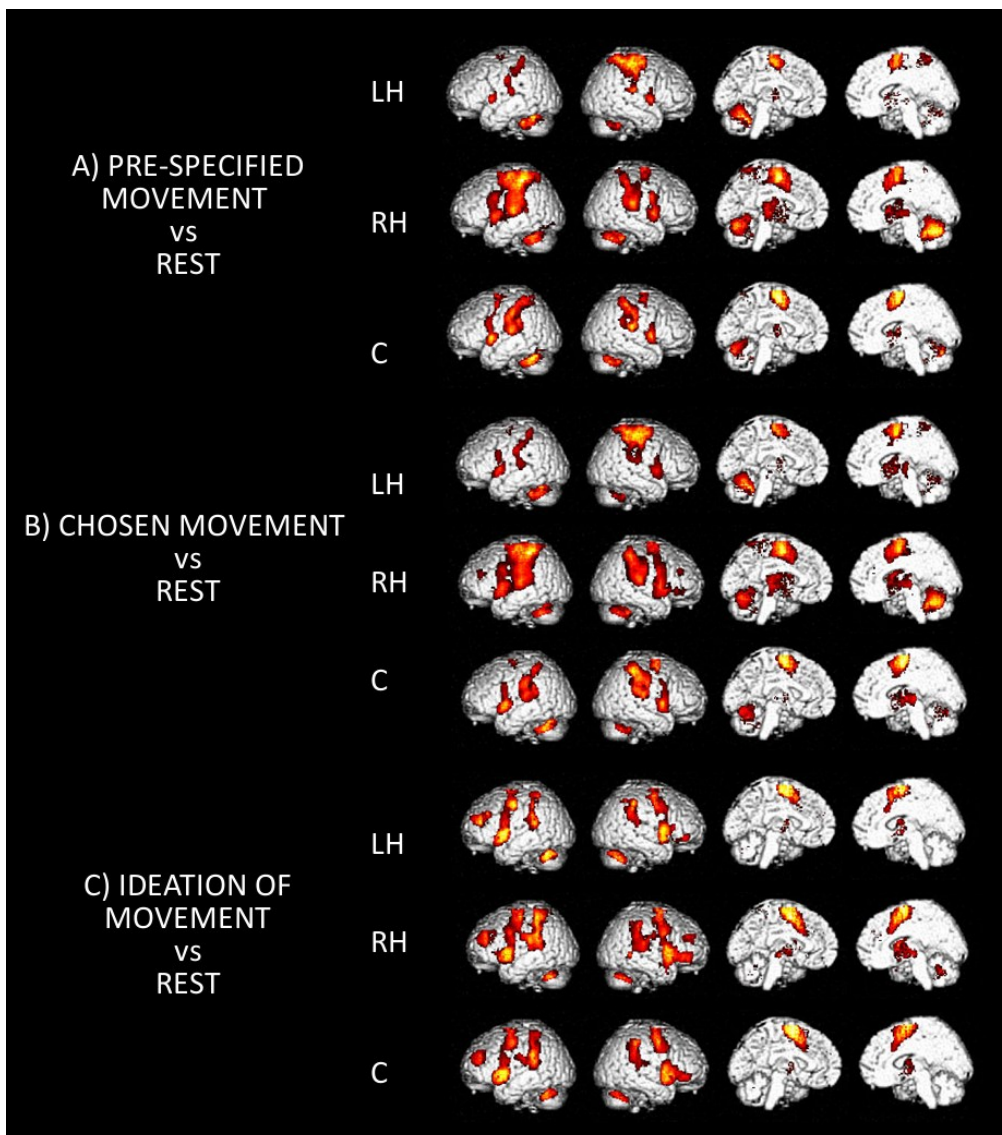 LH
A) PRE-SPECIFIED
MOVEMENT
vs
REST
RH
C
LH
B) CHOSEN MOVEMENT
vs
REST
RH
C
LH
C) IDEATION OF
MOVEMENT
vs
REST
RH
C